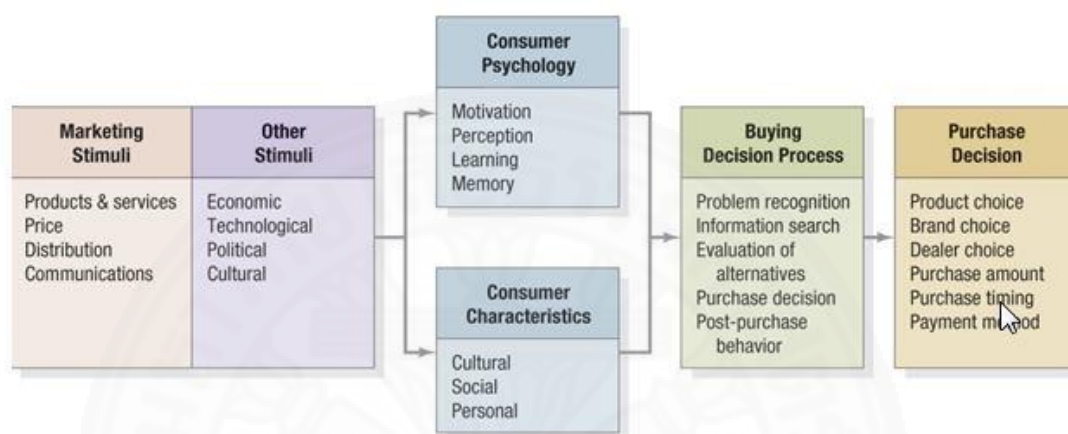 Marketing
Stimuli
Products & services
Price
Distribution
Communications
Other
Stimuli
Economic
Technological
Political
Cultural
Consumer
Psychology
Motivation
Perception
Learning
Memory
Consumer
Characteristics
Cultural
Social
Personal
Buying
Decision Process
Problem recognition
Information search
Evaluation of
alternatives
Purchase decision
Post-purchase
behavior
Purchase
Decision
Product choice
Brand choice
Dealer choice
Purchase amount
Purchase timing
Payment method